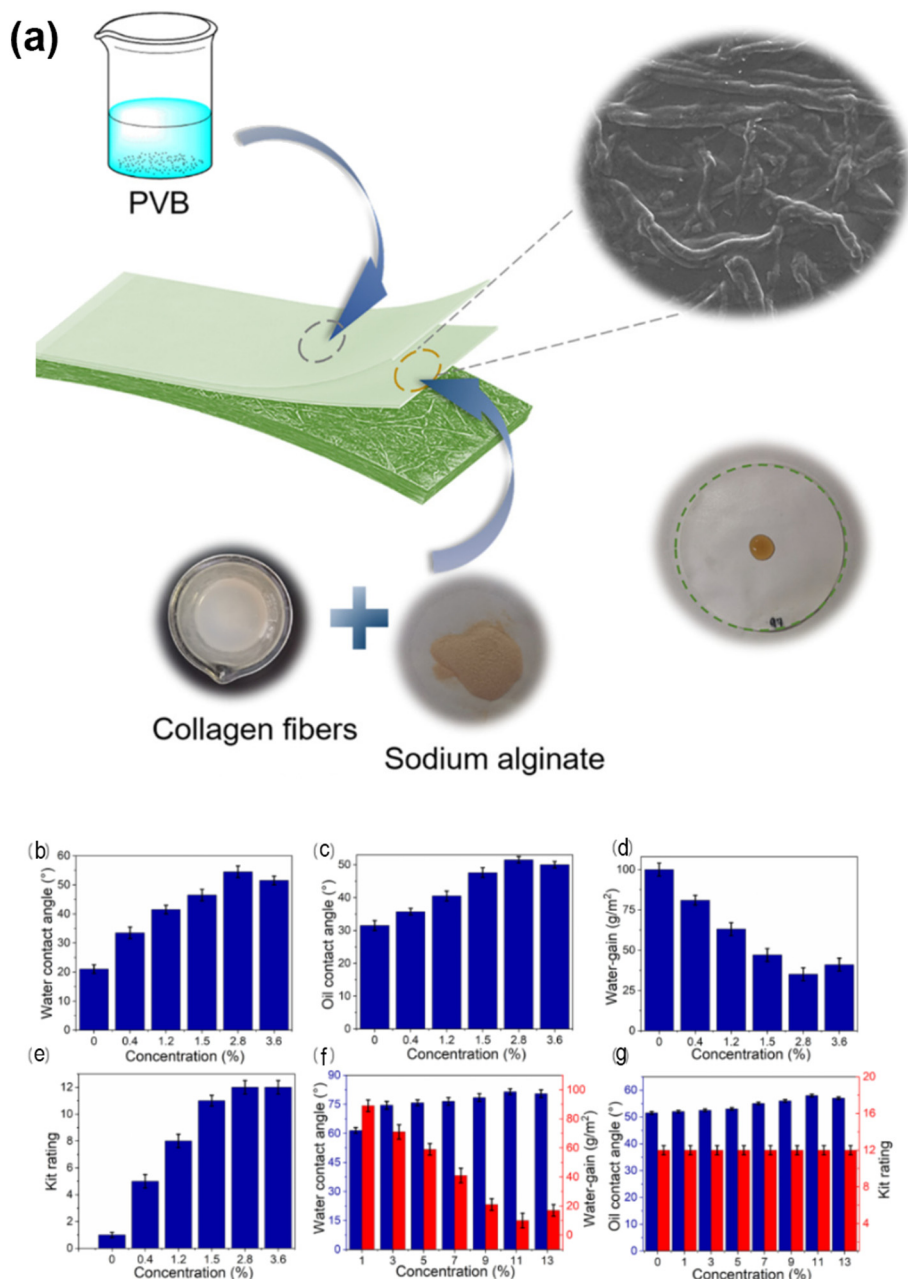 (a)
PVB
Collagen fibers
Sodium alginate
(b)
Water contact angle (°)
60
50
40
30
20
10
0
0 0.4 1.2 1.5 2.8 3.6
Concentration (%)
(c)
Oil contact angle (°)
50
40
30
20
10
0
0 0.4 1.2 1.5 2.8 3.6
Concentration (%)
(d)
Water-gain (g/m²)
100
75
50
25
0
0 0.4 1.2 1.5 2.8 3.6
Concentration (%)
(e)
Kit rating
12
10
8
6
4
2
0
0 0.4 1.2 1.5 2.8 3.6
Concentration (%)
(f)
Water contact angle (°)
90
75
60
45
30
15
0
1 3 5 7 9 11 13
Concentration (%)
100
80
60
40
20
0
Water-gain (g/m²)
(g)
Oil contact angle (°)
60
50
40
30
20
10
0
0 1 3 5 7 9 11 13
Concentration (%)
20
16
12
8
4
Kit rating